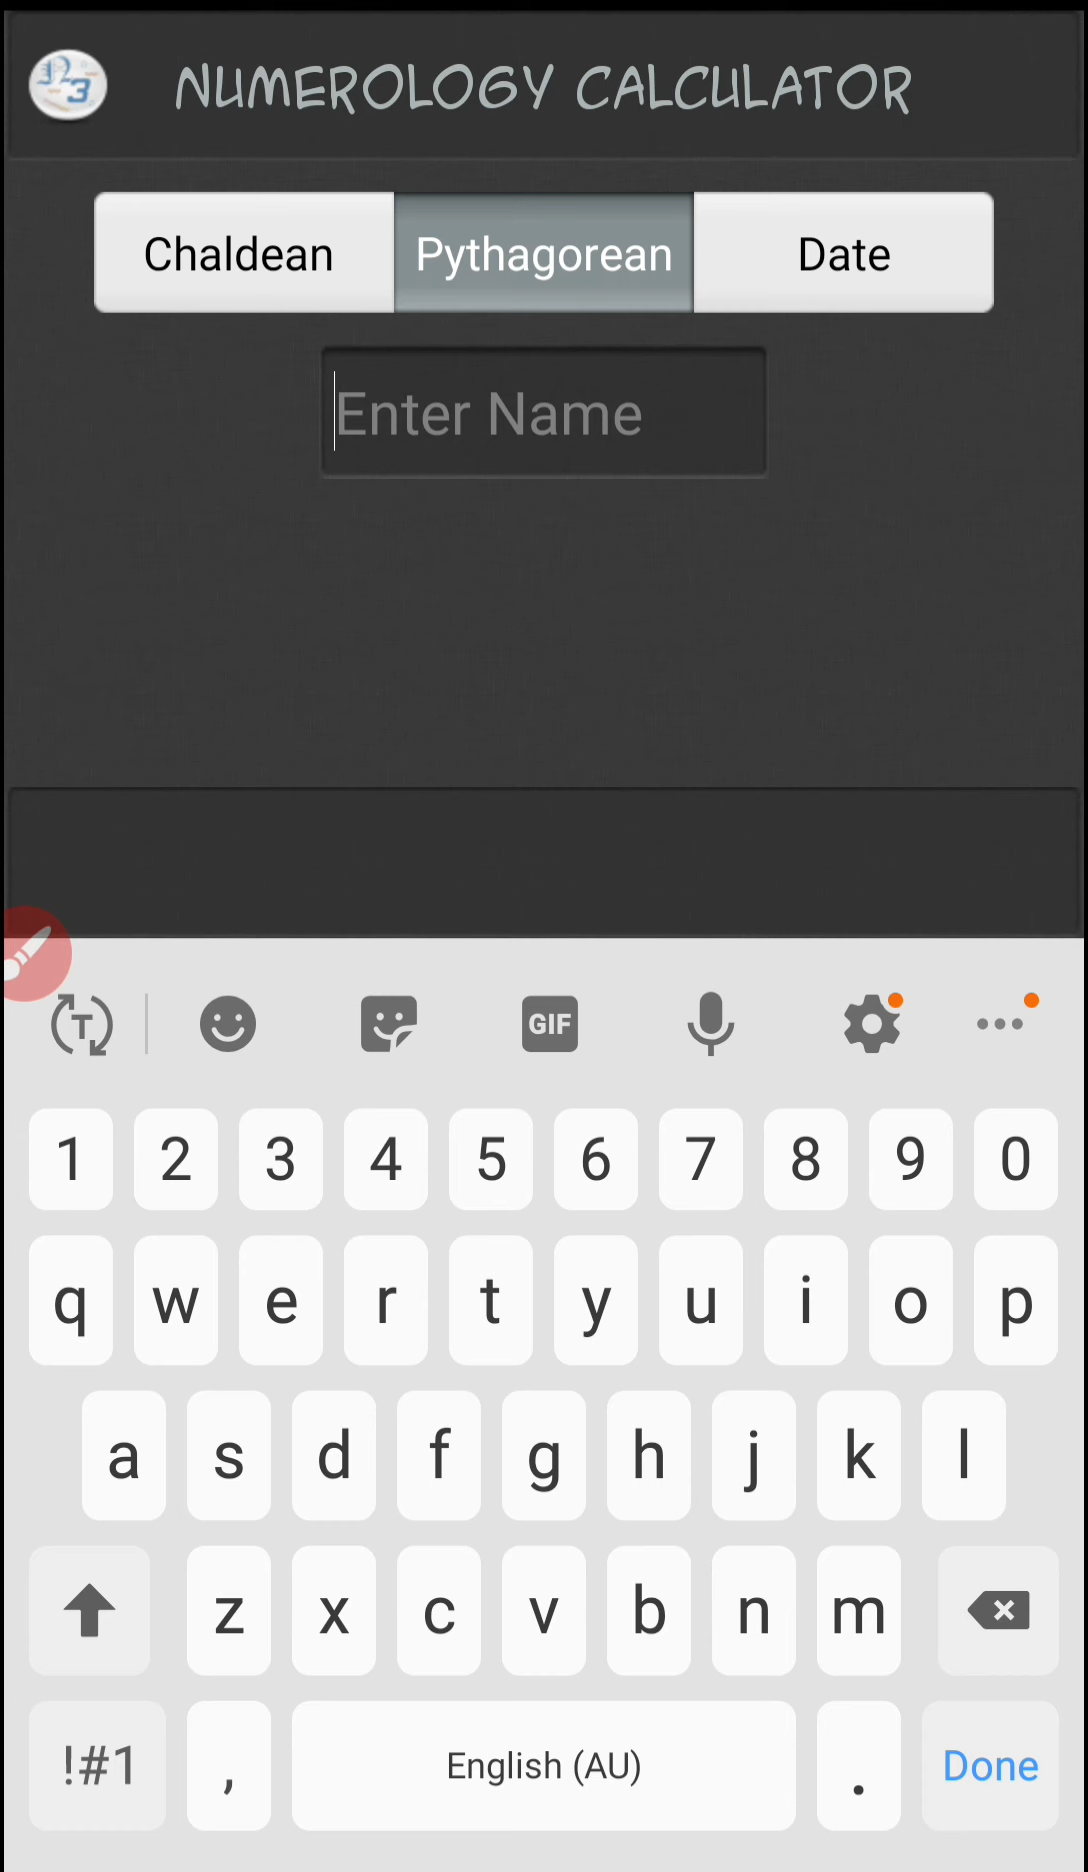 NUMEROLOGY CALCULATOR
Chaldean Pythagorean Date
Enter Name
T GIF
1 2 3 4 5 6 7 8 9 0
q w e r t y u i o p
a s d f g h j k l
z x c v b n m
!#1 , English (AU) . Done